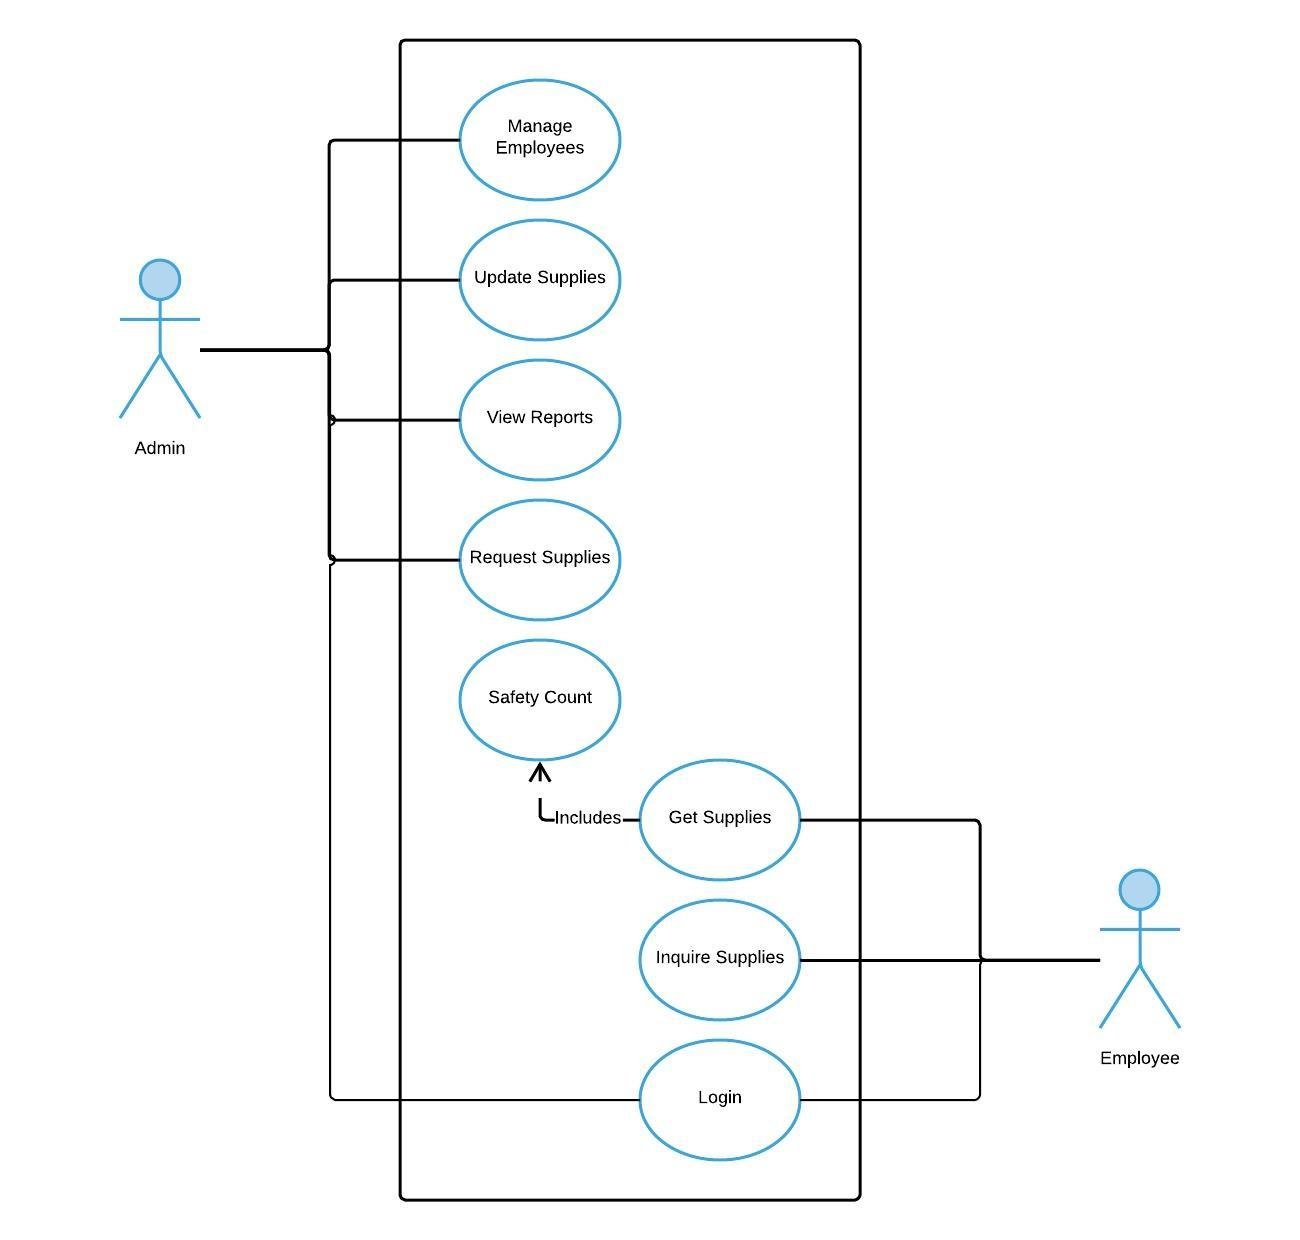 Manage
Employees
Update Supplies
View Reports
Admin
Request Supplies
Safety Count
Includes
Get Supplies
Inquire Supplies
Employee
Login